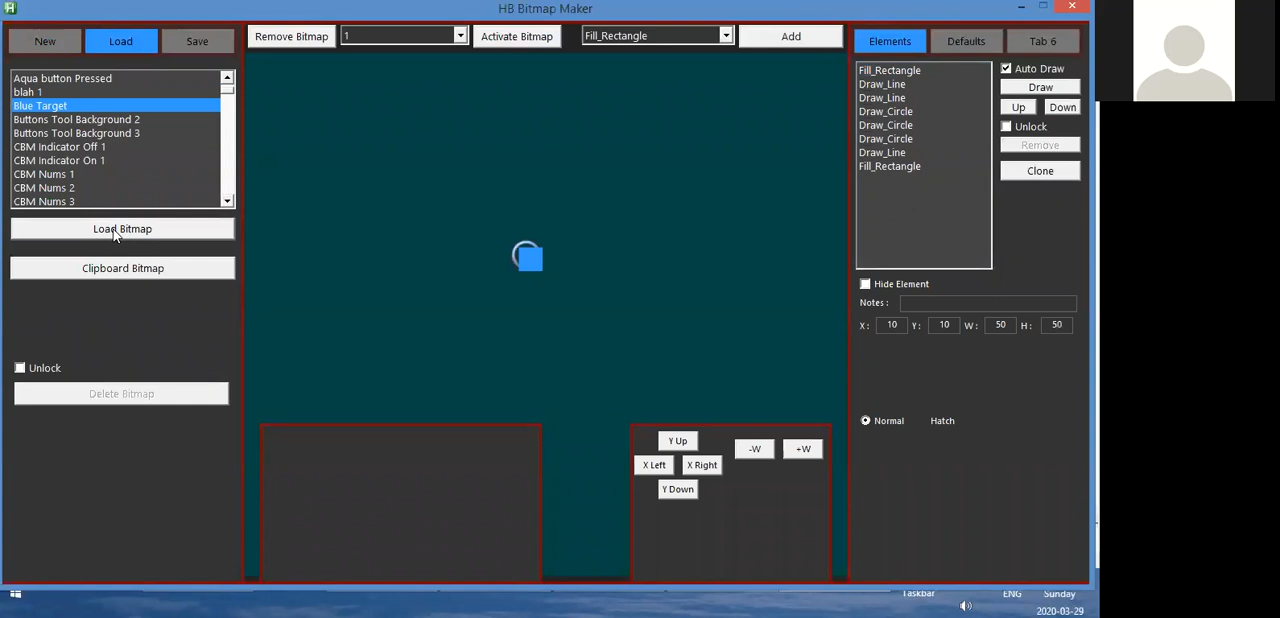 HB Bitmap Maker
New Load Save
Remove Bitmap 1 Activate Bitmap Fill_Rectangle Add
Elements Defaults Tab 6
Aqua button Pressed
blah 1
Blue Target
Buttons Tool Background 2
Buttons Tool Background 3
CBM Indicator Off 1
CBM Indicator On 1
CBM Nums 1
CBM Nums 2
CBM Nums 3
Load Bitmap
Clipboard Bitmap
Unlock
Delete Bitmap
Y Up
X Left X Right
Y Down
-W +W
Fill_Rectangle
Draw_Line
Draw_Line
Draw_Circle
Draw_Circle
Draw_Circle
Draw_Line
Fill_Rectangle
Auto Draw
Draw
Up Down
Unlock
Remove
Clone
Hide Element
Notes :
X : 10 Y : 10 W : 50 H : 50
Normal Hatch
Taskbar ENG Sunday
2020-03-29